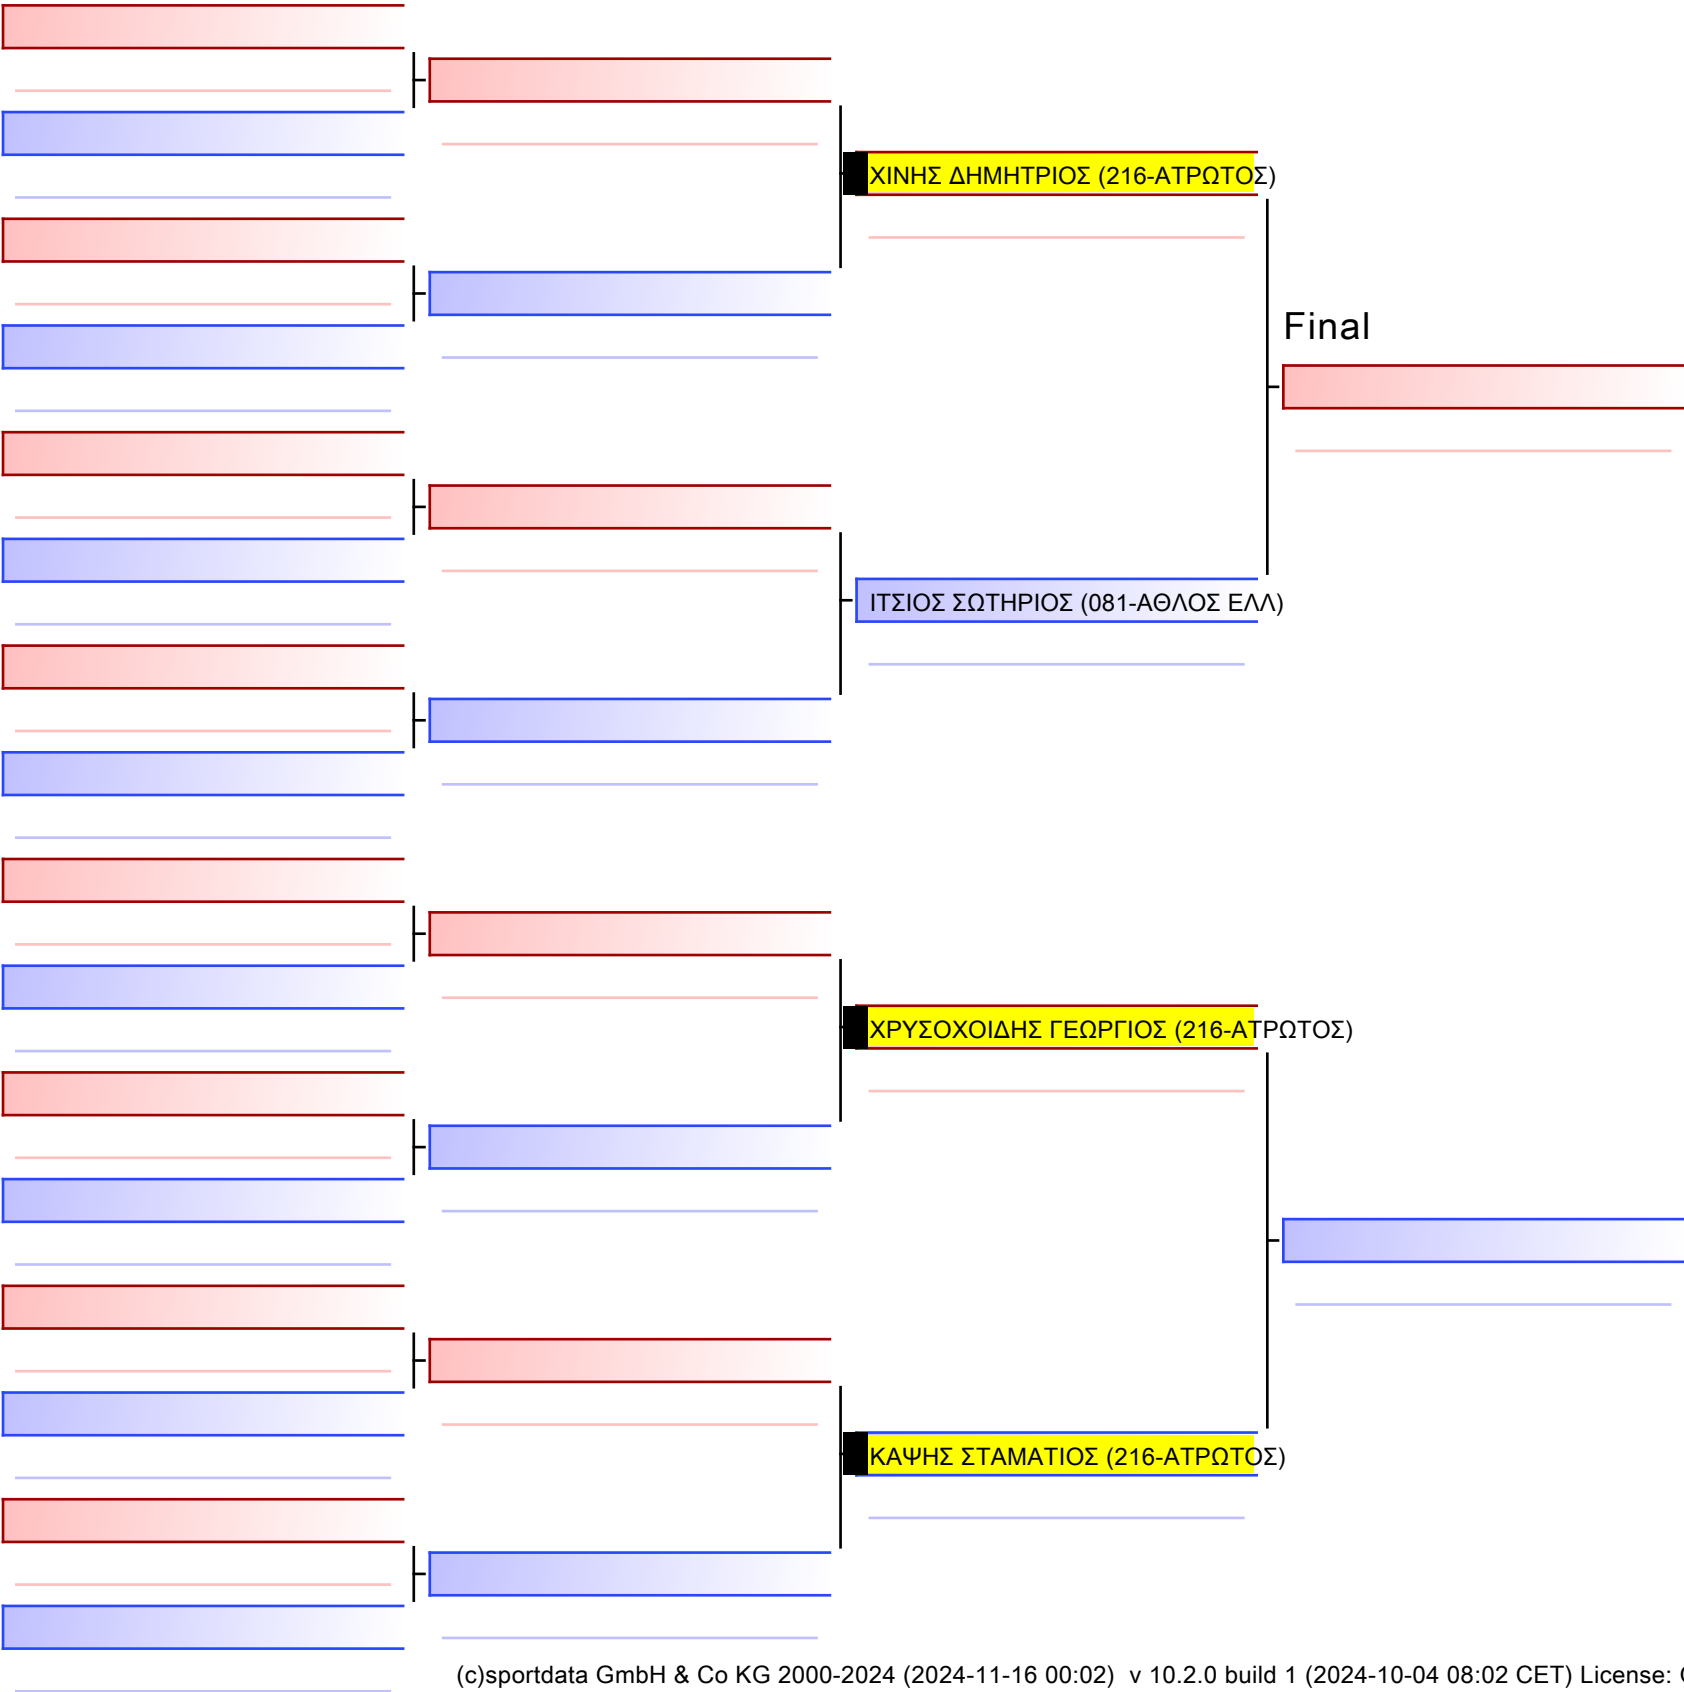 ΧΙΝΗΣ ΔΗΜΗΤΡΙΟΣ (216-ΑΤΡΩΤΟΣ)
Final
ΙΤΣΙΟΣ ΣΩΤΗΡΙΟΣ (081-ΑΘΛΟΣ ΕΛΛ)
ΧΡΥΣΟΧΟΙΔΗΣ ΓΕΩΡΓΙΟΣ (216-ΑΤΡΩΤΟΣ)
ΚΑΨΗΣ ΣΤΑΜΑΤΙΟΣ (216-ΑΤΡΩΤΟΣ)
(c)sportdata GmbH & Co KG 2000-2024 (2024-11-16 00:02) v 10.2.0 build 1 (2024-10-04 08:02 CET) License: